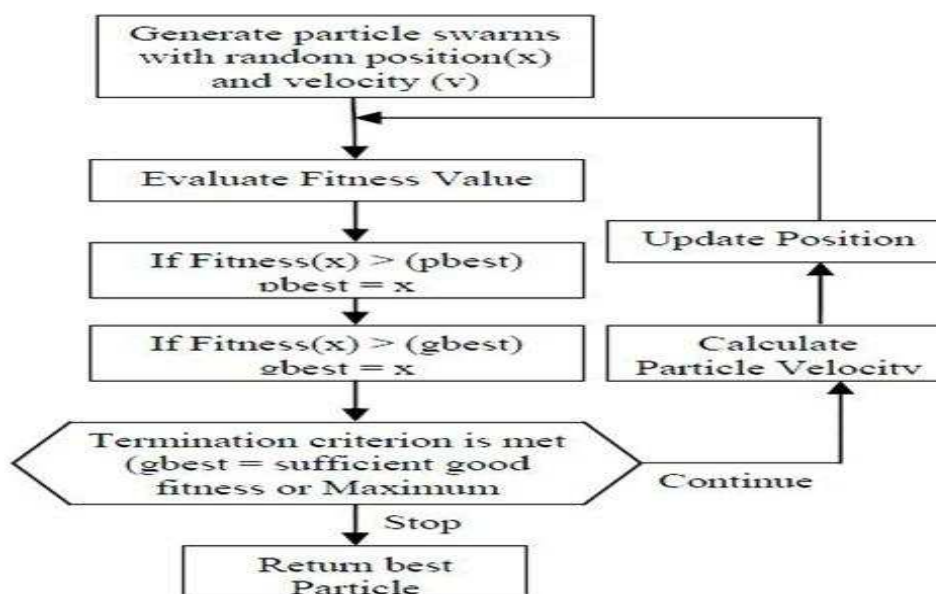 Generate particle swarms
with random position(x)
and velocity (v)
Evaluate Fitness Value
If Fitness(x) > (pbest)
pbest = x
If Fitness(x) > (gbest)
gbest = x
Termination criterion is met
(gbest = sufficient good
fitness or Maximum
Stop
Return best
Particle
Continue
Calculate
Particle Velocity
Update Position